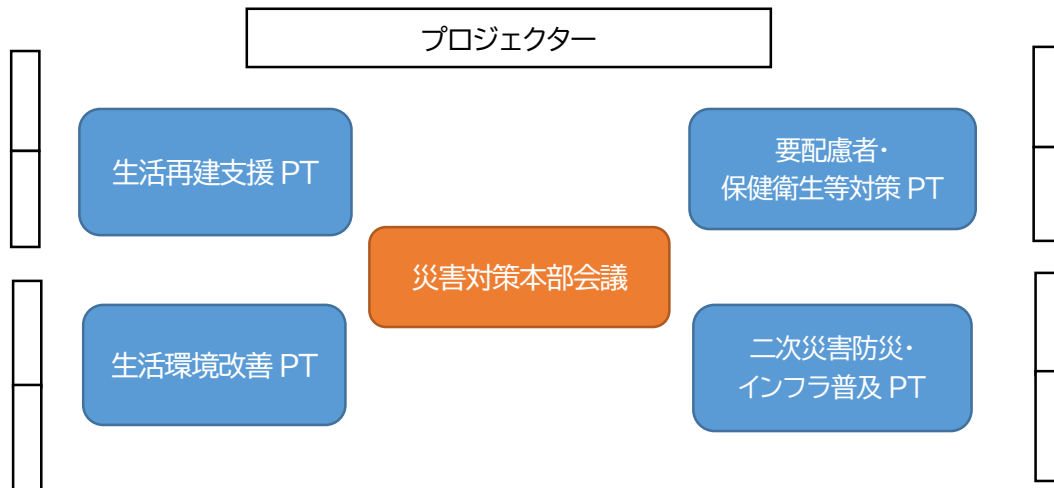 プロジェクター
生活再建支援 PT
要配慮者・
保健衛生等対策 PT
災害対策本部会議
生活環境改善 PT
二次災害防災・
インフラ普及 PT